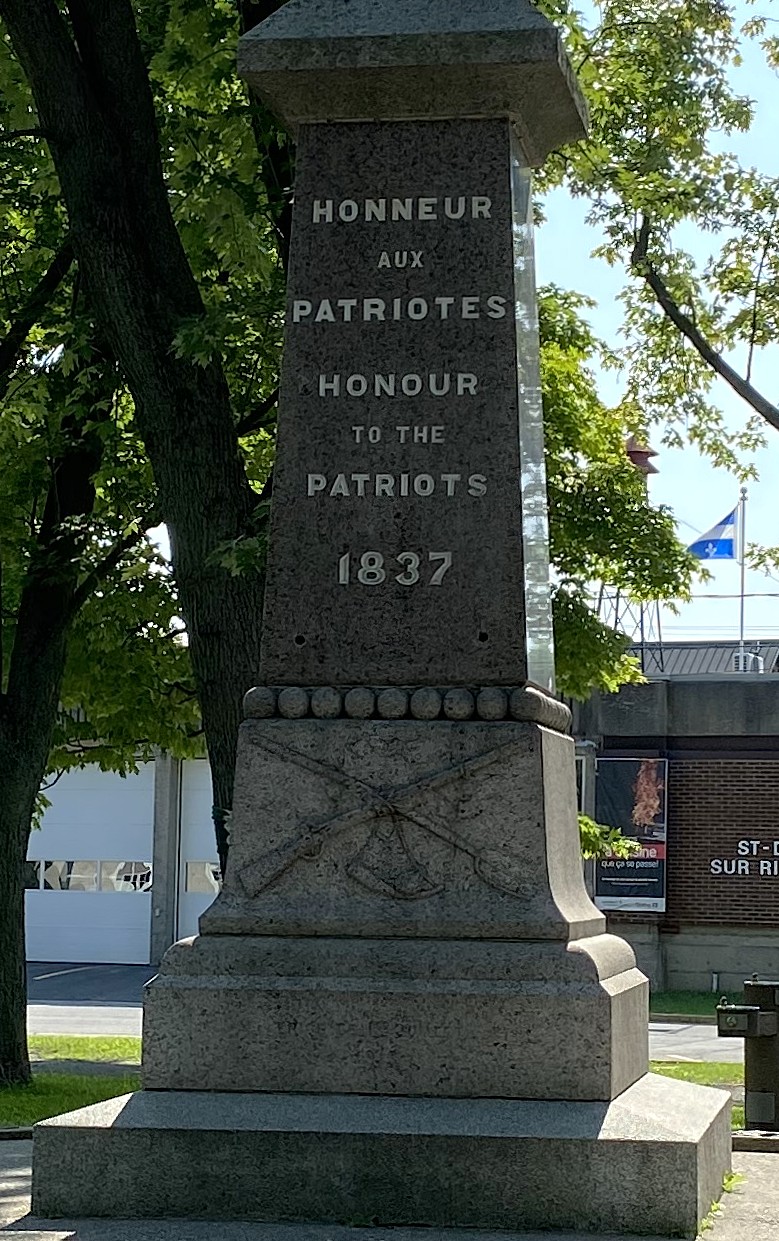 HONNEUR
AUX
PATRIOTES
HONOUR
TO THE
PATRIOTS
1837
que ça se passe!
ST-D
SUR RI